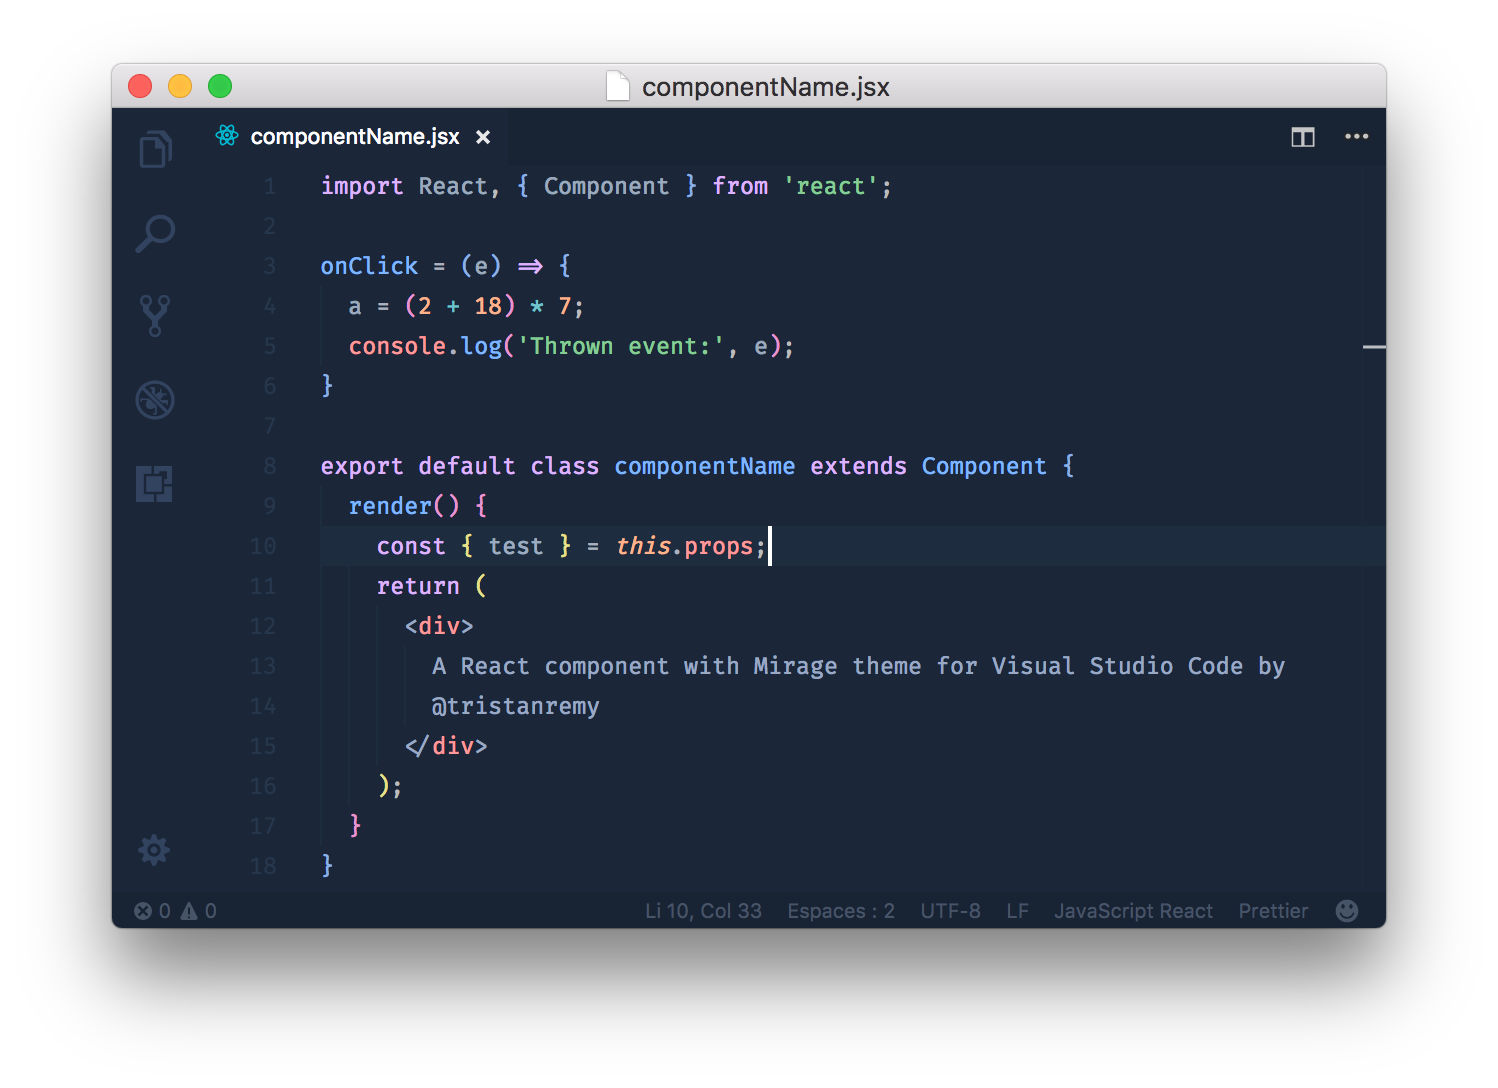 componentName.jsx
componentName.jsx
1 import React, { Component } from 'react';
2
3 onClick = (e) => {
4   a = (2 + 18) * 7;
5   console.log('Thrown event:', e);
6 }
7
8 export default class componentName extends Component {
9   render() {
10     const { test } = this.props;
11     return (
12       <div>
13         A React component with Mirage theme for Visual Studio Code by
14         @tristanremy
15       </div>
16     );
17   }
18 }
0 0 Li 10, Col 33 Espaces : 2 UTF-8 LF JavaScript React Prettier